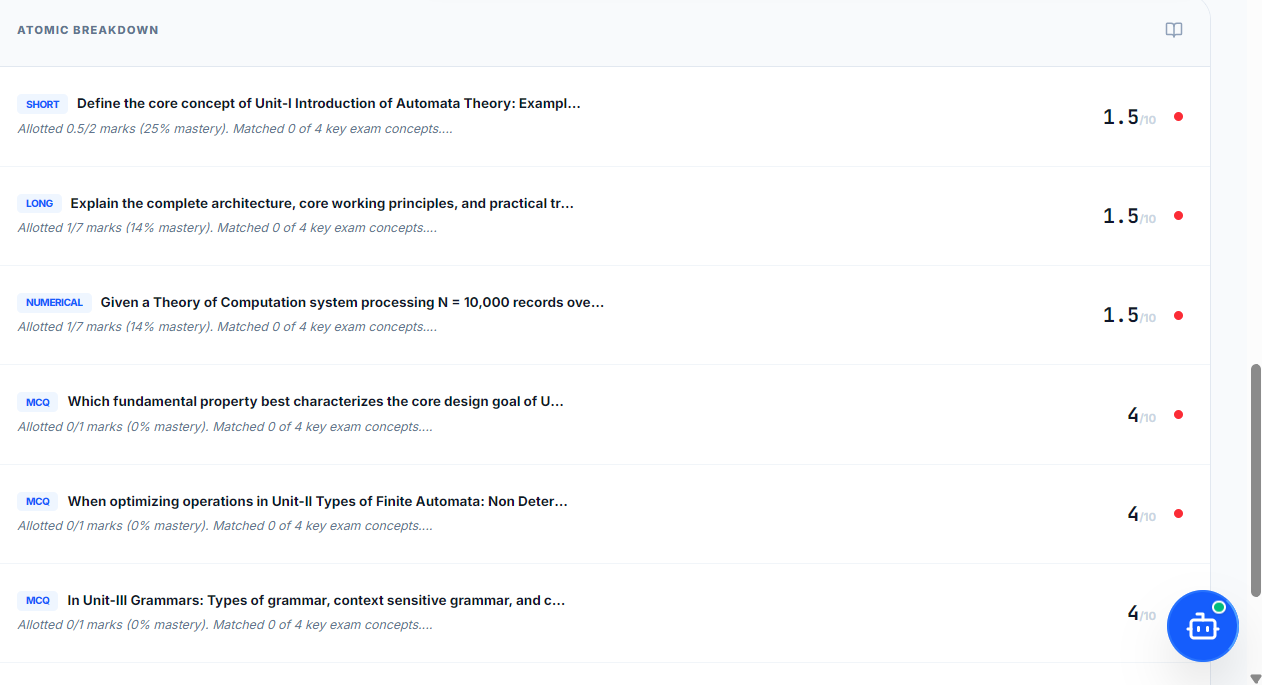 ATOMIC BREAKDOWN
SHORT Define the core concept of Unit-I Introduction of Automata Theory: Exampl...
Allotted 0.5/2 marks (25% mastery). Matched 0 of 4 key exam concepts....
1.5/10
LONG Explain the complete architecture, core working principles, and practical tr...
Allotted 1/7 marks (14% mastery). Matched 0 of 4 key exam concepts....
1.5/10
NUMERICAL Given a Theory of Computation system processing N = 10,000 records ove...
Allotted 1/7 marks (14% mastery). Matched 0 of 4 key exam concepts....
1.5/10
MCQ Which fundamental property best characterizes the core design goal of U...
Allotted 0/1 marks (0% mastery). Matched 0 of 4 key exam concepts....
4/10
MCQ When optimizing operations in Unit-II Types of Finite Automata: Non Deter...
Allotted 0/1 marks (0% mastery). Matched 0 of 4 key exam concepts....
4/10
MCQ In Unit-III Grammars: Types of grammar, context sensitive grammar, and c...
Allotted 0/1 marks (0% mastery). Matched 0 of 4 key exam concepts....
4/10